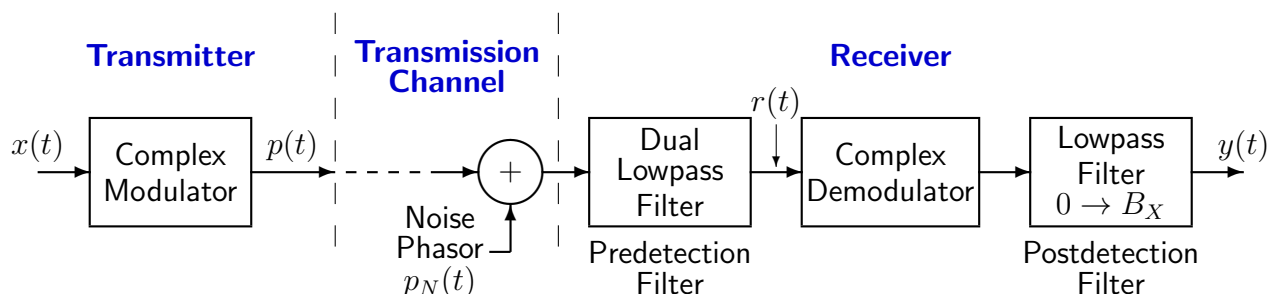 Transmitter
Transmission
Channel
Receiver
x(t)
Complex
Modulator
p(t)
+
Noise
Phasor
p_N(t)
Dual
Lowpass
Filter
Predetection
Filter
r(t)
Complex
Demodulator
Lowpass
Filter
0 → B_X
Postdetection
Filter
y(t)